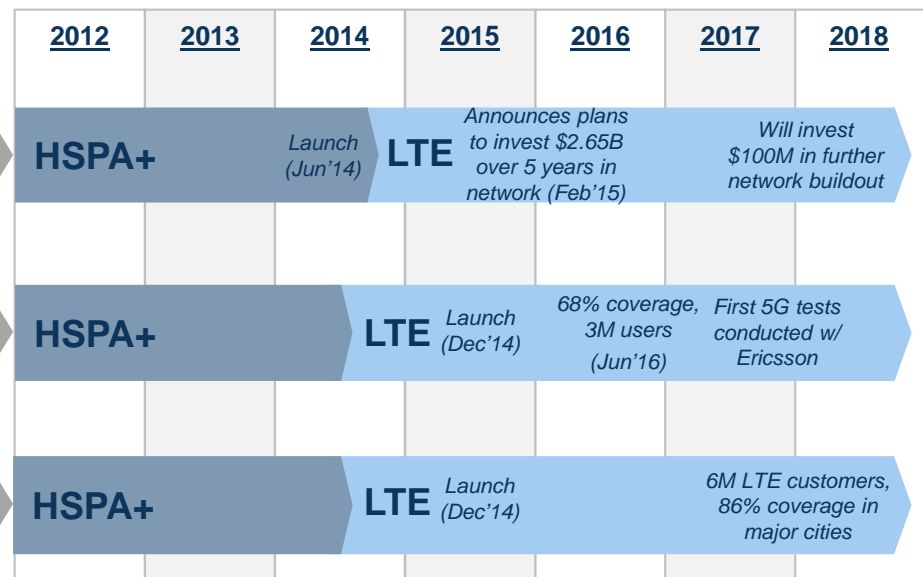 2012 2013 2014 2015 2016 2017 2018
HSPA+
Launch
(Jun'14)
LTE
Announces plans
to invest $2.65B
over 5 years in
network (Feb'15)
Will invest
$100M in further
network buildout
HSPA+
LTE
Launch
(Dec'14)
68% coverage,
3M users
(Jun'16)
First 5G tests
conducted w/
Ericsson
HSPA+
LTE
Launch
(Dec'14)
6M LTE customers,
86% coverage in
major cities